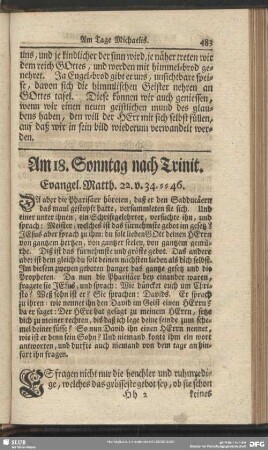 Am Tage Michaelis. 483
uns, und je kindlicher der sinn wird, je näher treten wir
dem reich GOttes, und werden mit himmel-brod ge-
nehret. Ja Engel-brod gibt er uns, unsichtbare spei-
se, davon sich die himmlischen Geister nehren an
GOttes tafel. Diese können wir auch geniessen,
wenn wir einen neuen geistlichen mund des glau-
bens haben, den will der HErr mit sich selbst füllen,
auf daß wir in sein bild wiederum verwandelt wer-
den.
Am 18. Sonntag nach Trinit.
Evangel. Matth. 22. v. 34. = = 46.
DA aber die Pharisäer höreten, daß er den Sadducäern
das maul gestopfet hatte, versammleten sie sich. Und
einer unter ihnen, ein Schriftgelehrter, versuchte ihn, und
sprach: Meister, welches ist das fürnehmste gebot im gesetz?
JEsus aber sprach zu ihm: du solt lieben GOtt deinen HErrn
von gantzem hertzen, von gantzer seelen, von gantzem gemü-
the. Diß ist das fürnehmste und größte gebot. Das andere
aber ist dem gleich: du solt deinen nächsten lieben als dich selbst.
In diesen zweyen geboten hanget das gantze gesetz und die
Propheten. Da nun die Pharisäer bey einander waren,
fragete sie JEsus, und sprach: Wie düncket euch um Chri-
sto? Weß sohn ist er? Sie sprachen: Davids. Er sprach
zu ihnen: wie nennet ihn den David im Geist einen HErrn?
da er saget: Der HErr hat gesagt zu meinem HErrn, setze
dich zu meiner rechten, bis daß ich lege deine feinde zum sche-
mel deiner füsse? So nun David ihn einen HErrn nennet,
wie ist er denn sein Sohn? Und niemand konte ihm ein wort
antworten, und durfte auch niemand von dem tage an hin-
fort ihn fragen.
ES fragen nicht nur die heuchler und ruhmredi-
ge, welches das grösseste gebot sey, ob sie schon
Hh 2 keines
SLUB